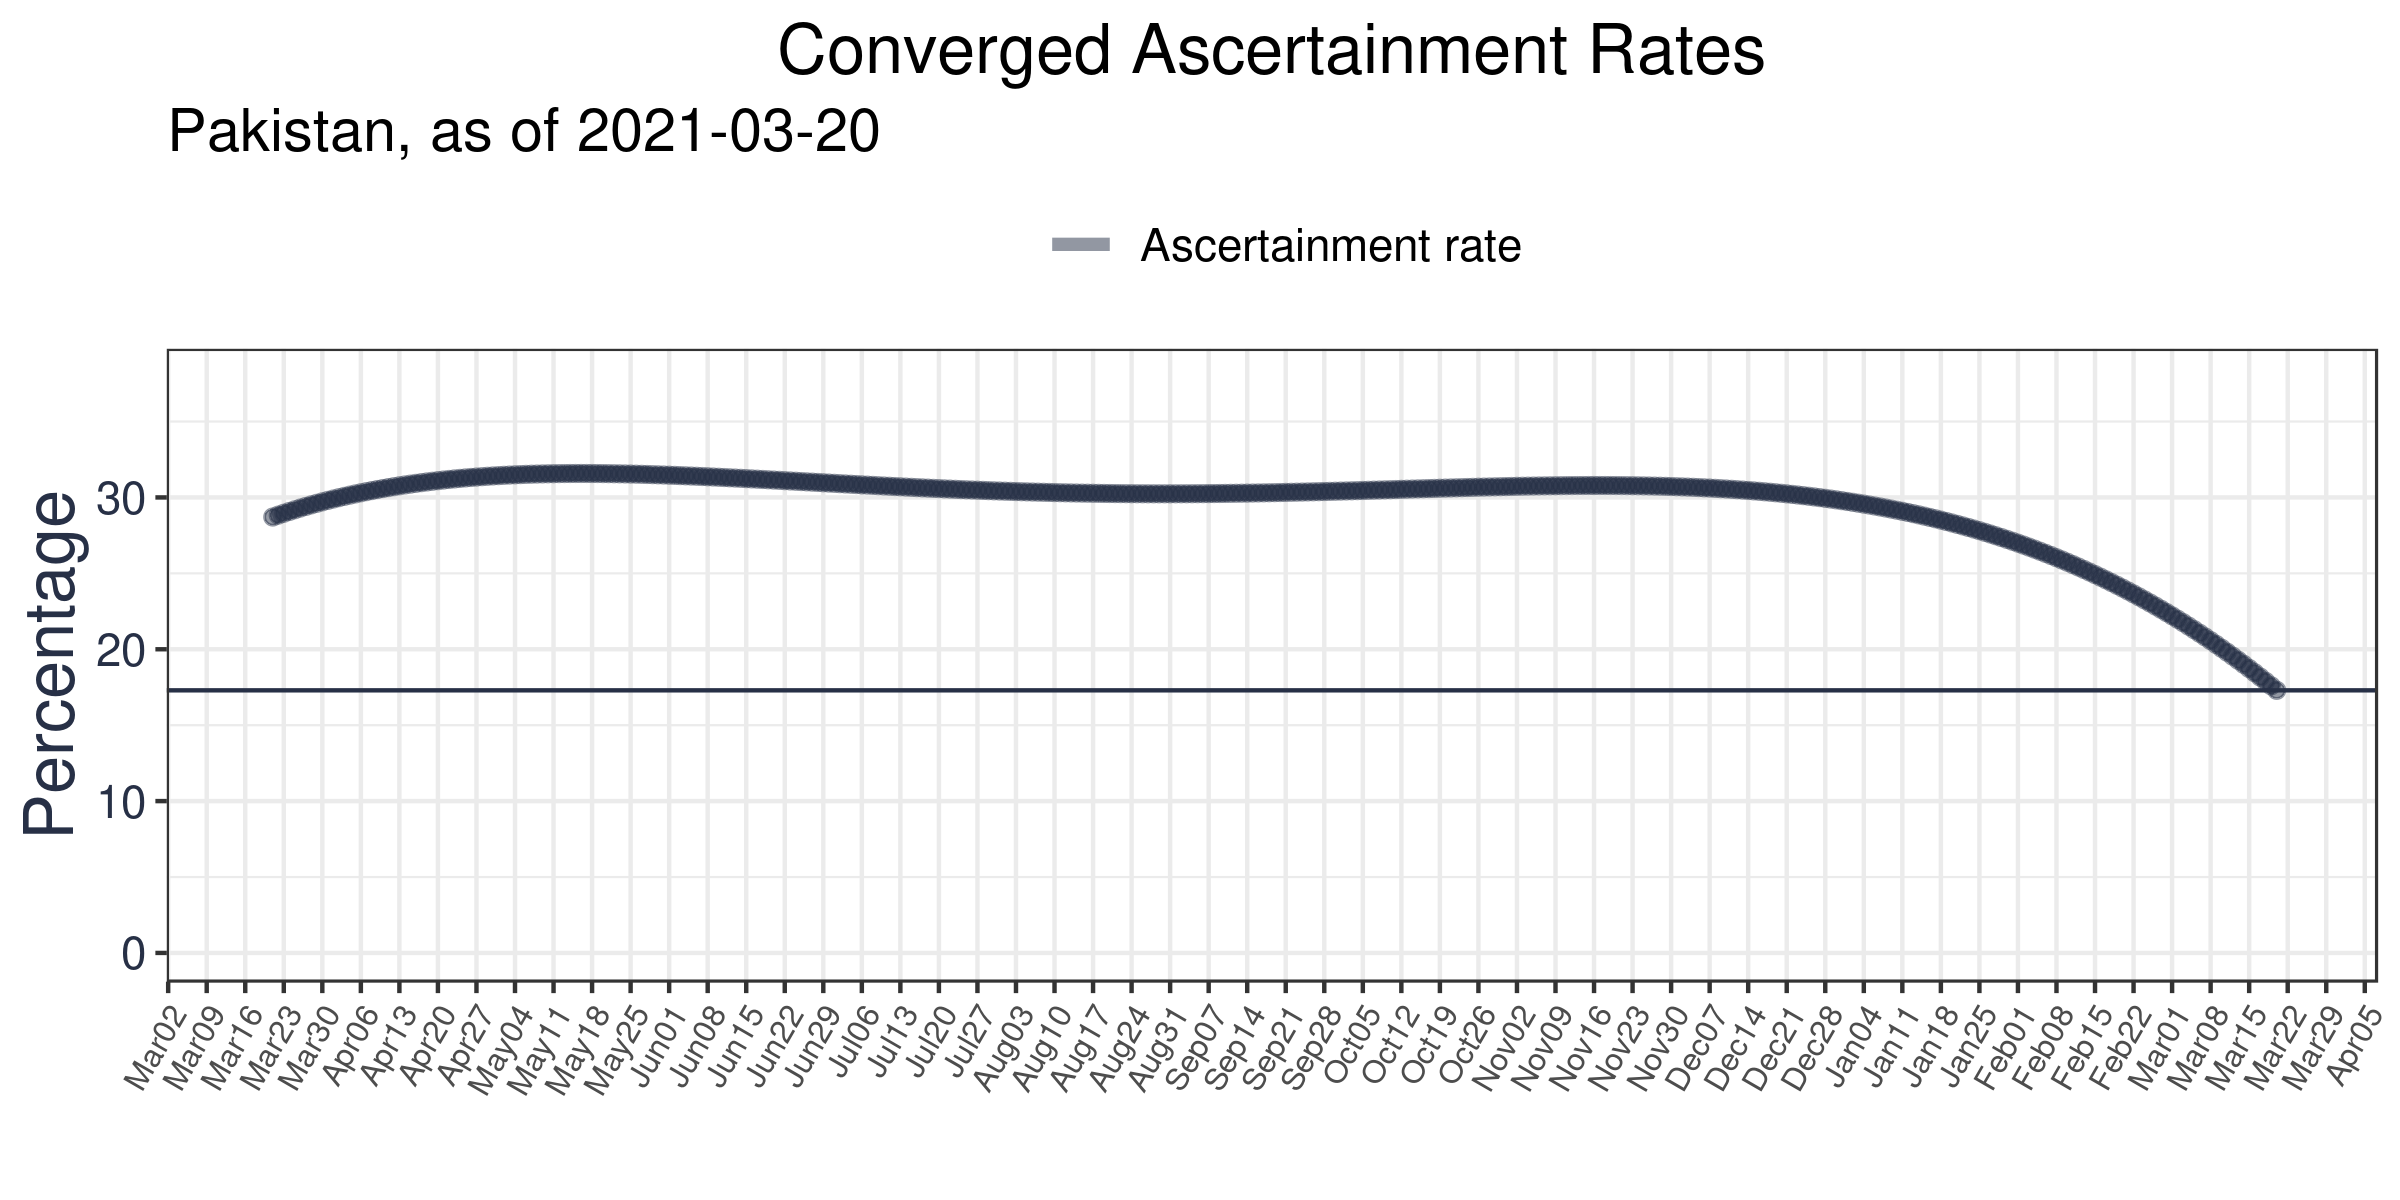 Converged Ascertainment Rates
Pakistan, as of 2021-03-20
Ascertainment rate
Percentage
30
20
10
0
Mar02
Mar09
Mar16
Mar23
Mar30
Apr06
Apr13
Apr20
Apr27
May04
May11
May18
May25
Jun01
Jun08
Jun15
Jun22
Jun29
Jul06
Jul13
Jul20
Jul27
Aug03
Aug10
Aug17
Aug24
Aug31
Sep07
Sep14
Sep21
Sep28
Oct05
Oct12
Oct19
Oct26
Nov02
Nov09
Nov16
Nov23
Nov30
Dec07
Dec14
Dec21
Dec28
Dec04
Jan11
Jan18
Jan25
Feb01
Feb08
Feb15
Feb22
Mar01
Mar08
Mar15
Mar22
Mar29
Apr05